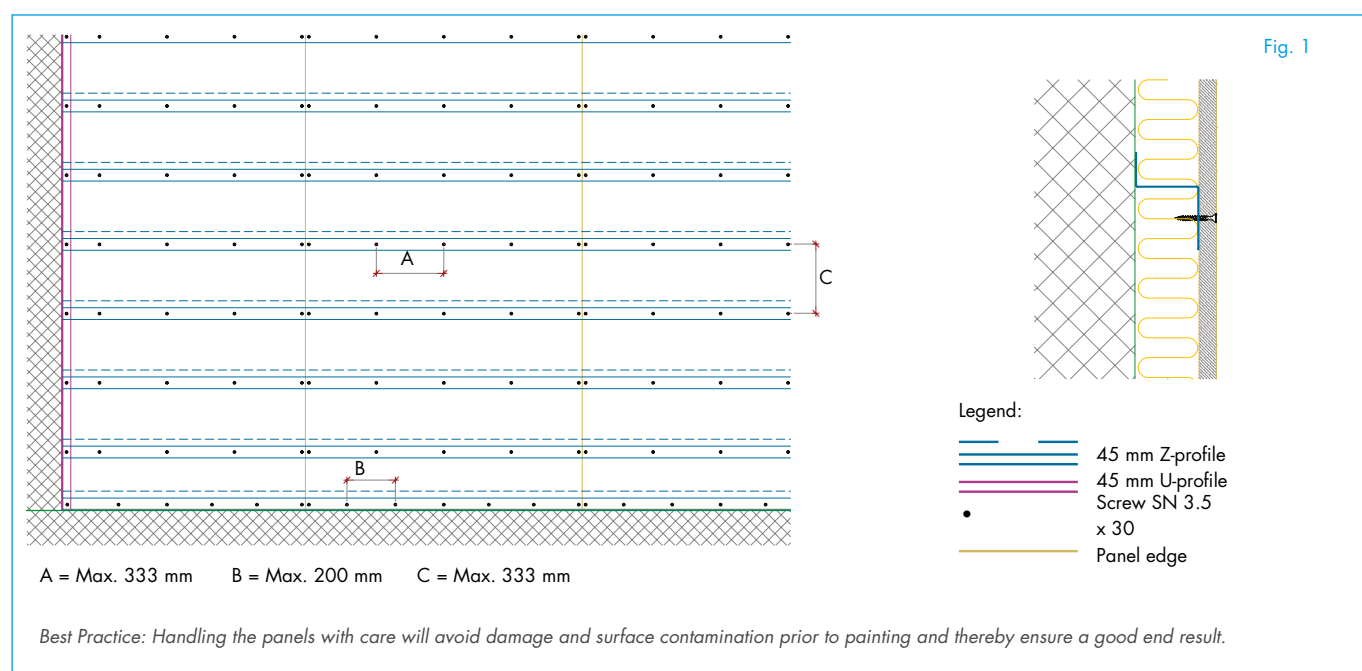 Fig. 1
A
C
B
A = Max. 333 mm B = Max. 200 mm C = Max. 333 mm
Legend:
45 mm Z-profile
45 mm U-profile
Screw SN 3.5
x 30
Panel edge
Best Practice: Handling the panels with care will avoid damage and surface contamination prior to painting and thereby ensure a good end result.